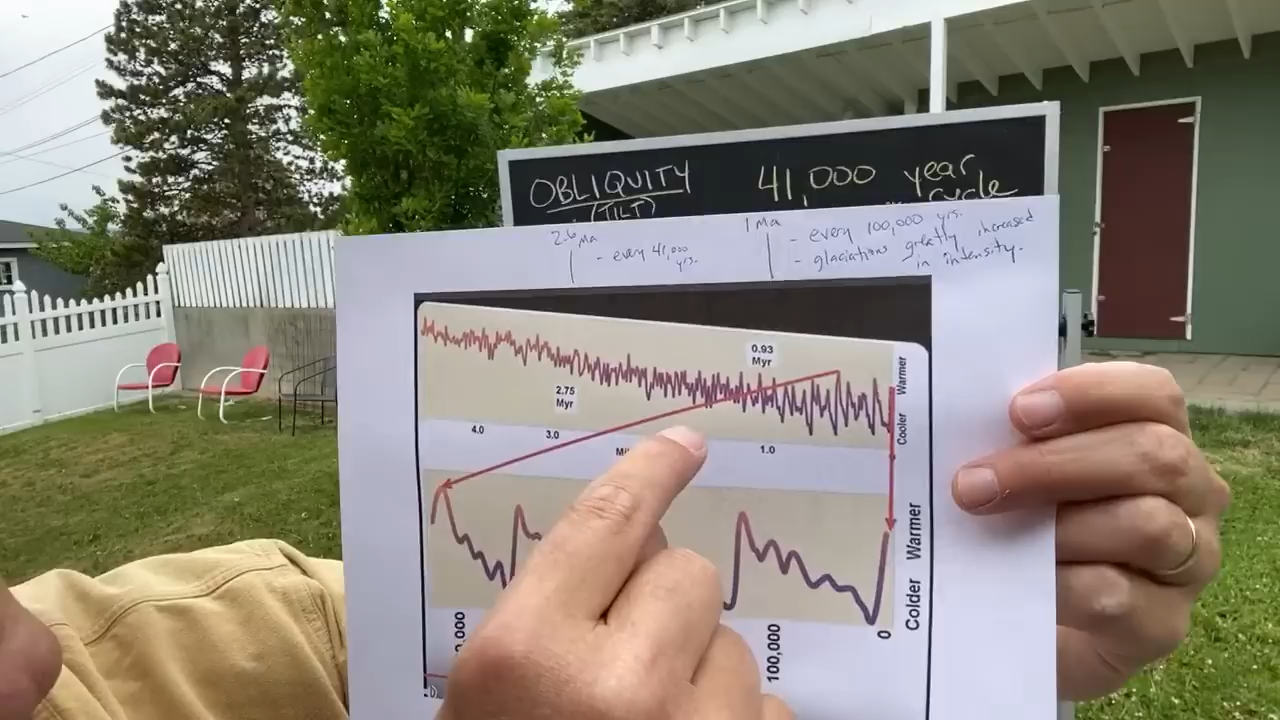 OBLIQUITY
(TILT)
41,000 year
cycle
2.6 Ma
- every 41,000
yrs.
1 Ma
- every 100,000 yrs.
- glaciations greatly increased
in intensity.
0.93
Myr
2.75
Myr
4.0
3.0
1.0
Cooler Warmer
Colder Warmer
100,000
0